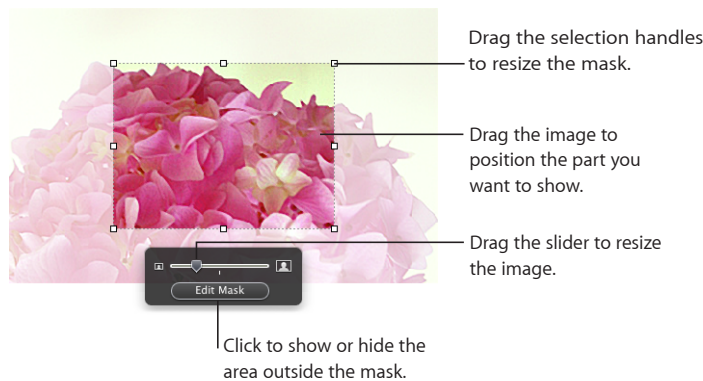 Drag the selection handles
to resize the mask.
Drag the image to
position the part you
want to show.
Drag the slider to resize
the image.
Edit Mask
Click to show or hide the
area outside the mask.